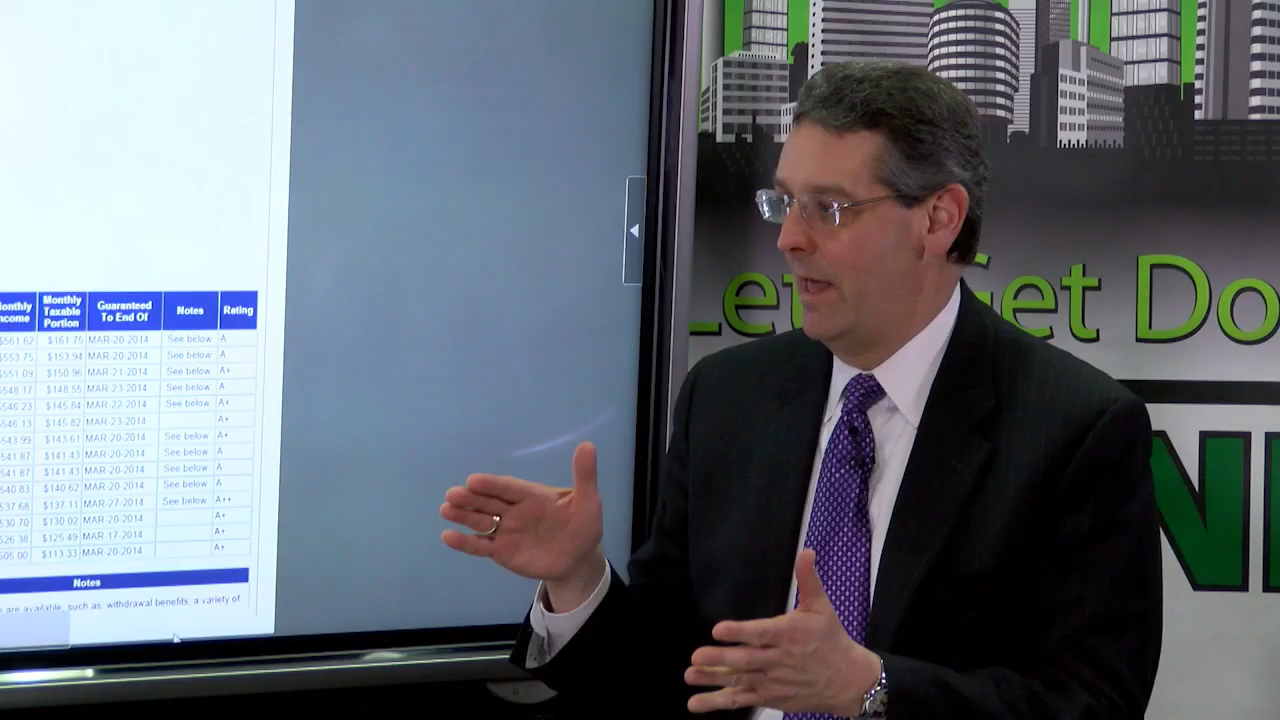 onthly
ncome
Monthly
Taxable
Portion
Guaranteed
To End Of
Notes
Rating
$561.62 $161.75 MAR-20-2014 See below A
$553.75 $153.94 MAR-20-2014 See below A
$551.09 $150.96 MAR-21-2014 See below A+
$548.17 $148.55 MAR-23-2014 See below A
$546.23 $145.84 MAR-22-2014 See below A+
$546.13 $145.82 MAR-23-2014 A+
$543.99 $143.61 MAR-20-2014 See below A+
$541.87 $141.43 MAR-20-2014 See below A
$541.87 $141.43 MAR-20-2014 See below A
$540.83 $140.62 MAR-20-2014 See below A
537.68 $137.11 MAR-27-2014 See below A++
530.70 $130.02 MAR-20-2014 A+
526.38 $125.49 MAR-17-2014 A+
505.00 $113.33 MAR-20-2014 A+
Notes
s are available, such as withdrawal benefits, a variety of
Let's Get Do
NE